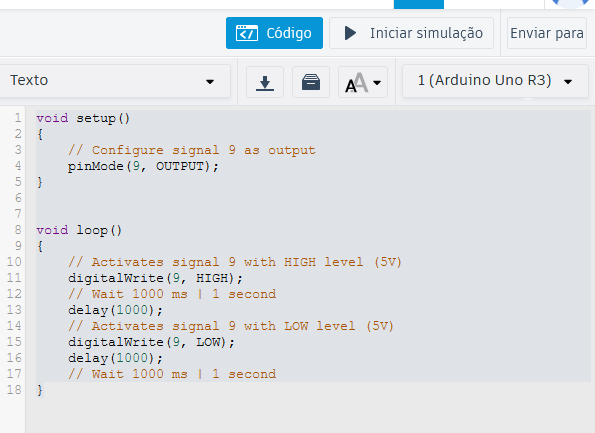 Código
Iniciar simulação
Enviar para
Texto
AA
1 (Arduino Uno R3)
1 void setup()
2 {
3     // Configure signal 9 as output
4     pinMode(9, OUTPUT);
5 }
6
7
8 void loop()
9 {
10     // Activates signal 9 with HIGH level (5V)
11     digitalWrite(9, HIGH);
12     // Wait 1000 ms | 1 second
13     delay(1000);
14     // Activates signal 9 with LOW level (5V)
15     digitalWrite(9, LOW);
16     delay(1000);
17     // Wait 1000 ms | 1 second
18 }